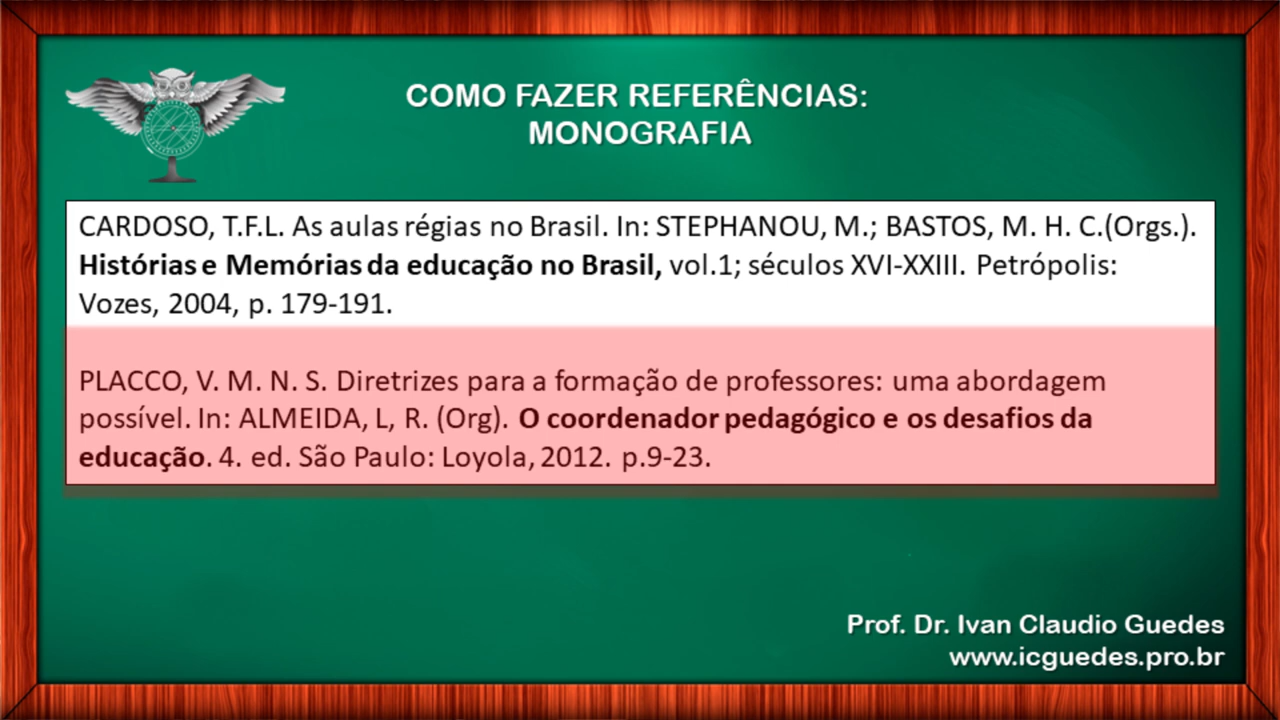 COMO FAZER REFERÊNCIAS:
MONOGRAFIA
CARDOSO, T.F.L. As aulas régias no Brasil. In: STEPHANOU, M.; BASTOS, M. H. C.(Orgs.).
Histórias e Memórias da educação no Brasil, vol.1; séculos XVI-XXIII. Petrópolis:
Vozes, 2004, p. 179-191.
PLACCO, V. M. N. S. Diretrizes para a formação de professores: uma abordagem
possível. In: ALMEIDA, L, R. (Org). O coordenador pedagógico e os desafios da
educação. 4. ed. São Paulo: Loyola, 2012. p.9-23.
Prof. Dr. Ivan Claudio Guedes
www.icguedes.pro.br